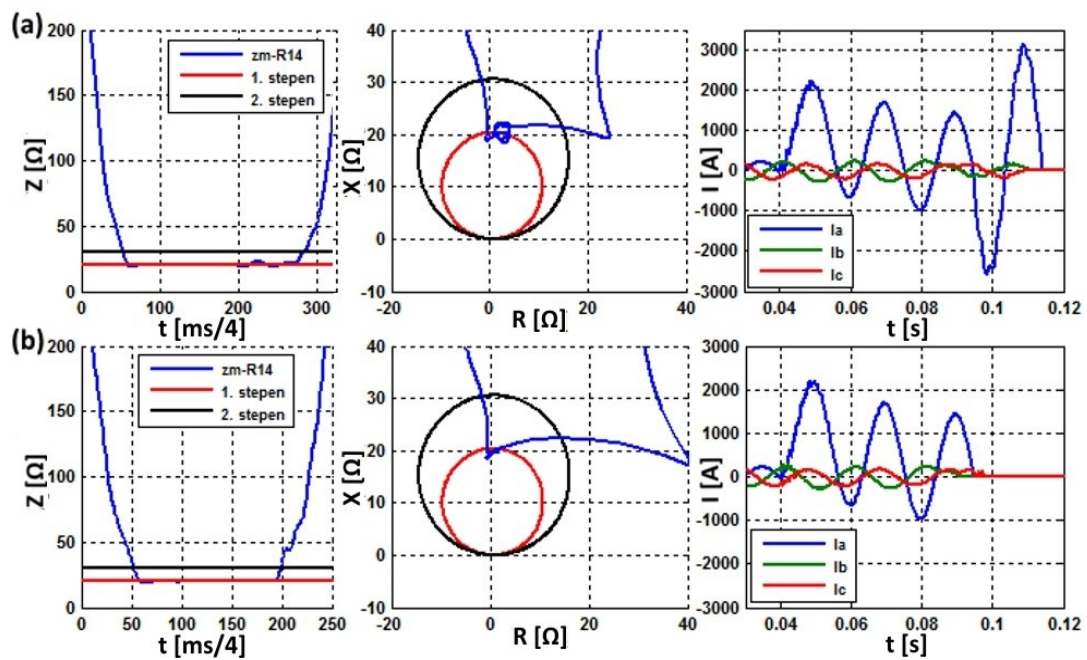 (a)
200
150
100
50
0
Z [Ω]
0 100 200 300
t [ms/4]
zm-R14
1. stepen
2. stepen
40
30
20
10
0
-10
X [Ω]
-20 0 20 40
R [Ω]
3000
2000
1000
0
-1000
-2000
-3000
I [A]
0.04 0.06 0.08 0.1 0.12
t [s]
Ia
Ib
Ic
(b)
200
150
100
50
0
Z [Ω]
0 50 100 150 200 250
t [ms/4]
zm-R14
1. stepen
2. stepen
40
30
20
10
0
-10
X [Ω]
-20 0 20 40
R [Ω]
3000
2000
1000
0
-1000
-2000
-3000
I [A]
0.04 0.06 0.08 0.1 0.12
t [s]
Ia
Ib
Ic